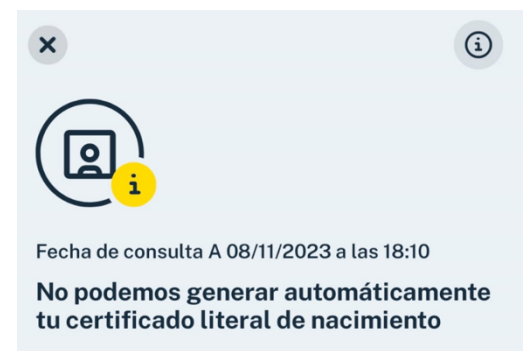 Fecha de consulta A 08/11/2023 a las 18:10
No podemos generar automáticamente
tu certificado literal de nacimiento